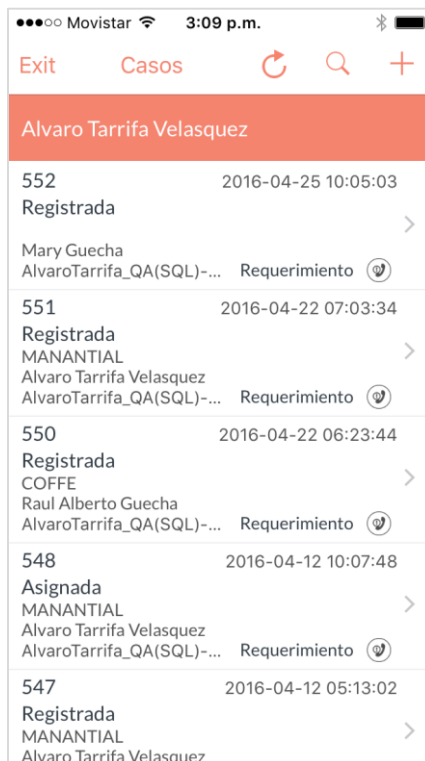 Movistar 3:09 p.m.
Exit Casos
Alvaro Tarrifa Velasquez
552 2016-04-25 10:05:03
Registrada
Mary Guecha
AlvaroTarrifa_QA(SQL)-... Requerimiento
551 2016-04-22 07:03:34
Registrada
MANANTIAL
Alvaro Tarrifa Velasquez
AlvaroTarrifa_QA(SQL)-... Requerimiento
550 2016-04-22 06:23:44
Registrada
COFFE
Raul Alberto Guecha
AlvaroTarrifa_QA(SQL)-... Requerimiento
548 2016-04-12 10:07:48
Asignada
MANANTIAL
Alvaro Tarrifa Velasquez
AlvaroTarrifa_QA(SQL)-... Requerimiento
547 2016-04-12 05:13:02
Registrada
MANANTIAL
Alvaro Tarrifa Velasquez